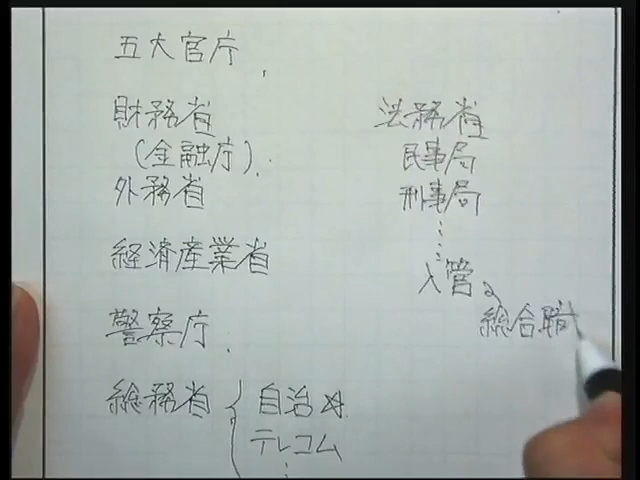 五大官庁
財務省
(金融庁)
外務省
経済産業省
警察庁
総務省 { 自治
テレコム
法務省
民事局
刑事局
入管
総合職